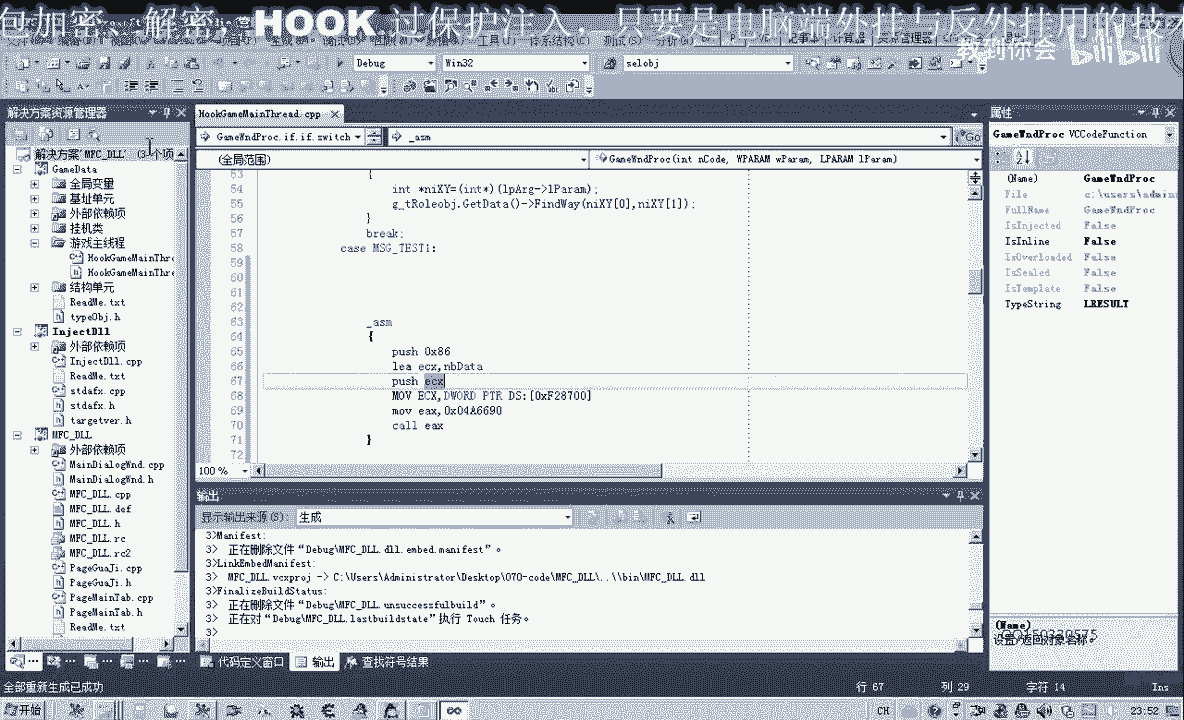 包加密、解密，HOOK 过保护注入，只要是电脑端外挂与反外挂用的技术
教到你会
bilibili
Debug
Win32
selobj
解决方案资源管理器
解决方案"MFC_DLL" (3个项
GameData
全局变量
基址单元
外部依赖项
挂机类
游戏主线程
HookGameMainThre
HookGameMainThre
结构单元
ReadMe.txt
typeObj.h
InjectDll
外部依赖项
InjectDll.cpp
ReadMe.txt
stdafx.cpp
stdafx.h
targetver.h
MFC_DLL
外部依赖项
MainDialogWnd.cpp
MainDialogWnd.h
MFC_DLL.cpp
MFC_DLL.def
MFC_DLL.h
MFC_DLL.rc
MFC_DLL.rc2
PageGuaJi.cpp
PageGuaJi.h
PageMainTab.cpp
PageMainTab.h
ReadMe.txt
HookGameMainThread.cpp
GameWndProc.if.if.switch
_asm
Go
(全局范围)
GameWndProc(int nCode, WPARAM wParam, LPARAM lParam)
53 {
54 int *niXY=(int*)(lpArg->lParam);
55 g_tRoleobj.GetData()->FindWay(niXY[0],niXY[1]);
56 }
57 break;
58 case MSG_TEST1:
59
60
61
62
63 _asm
64 {
65 push 0x86
66 lea ecx,nbData
67 push ecx
68 MOV ECX,DWORD PTR DS:[0xF28700]
69 mov eax,0x04A6690
70 call eax
71 }
72
100 %
输出
显示输出来源(S): 生成
3>Manifest:
3> 正在删除文件"Debug\MFC_DLL.dll.embed.manifest"。
3>LinkEmbedManifest:
3> MFC_DLL.vcxproj -> C:\Users\Administrator\Desktop\070-code\MFC_DLL\..\\bin\MFC_DLL.dll
3>FinalizeBuildStatus:
3> 正在删除文件"Debug\MFC_DLL.unsuccessfulbuild"。
3> 正在对"Debug\MFC_DLL.lastbuildstate"执行 Touch 任务。
3>
代码定义窗口 输出 查找符号结果
属性
GameWndProc VCCodeFunction
(Name) GameWndProc
File c:\users\admini
FullName GameWndProc
IsInjected False
IsInline False
IsOverloaded False
IsSealed False
IsTemplate False
TypeString LRESULT
(Name)
设置/返回对象名称。
全部重新生成已成功
行 67 列 29 字符 14 Ins
开始
CH
23:52